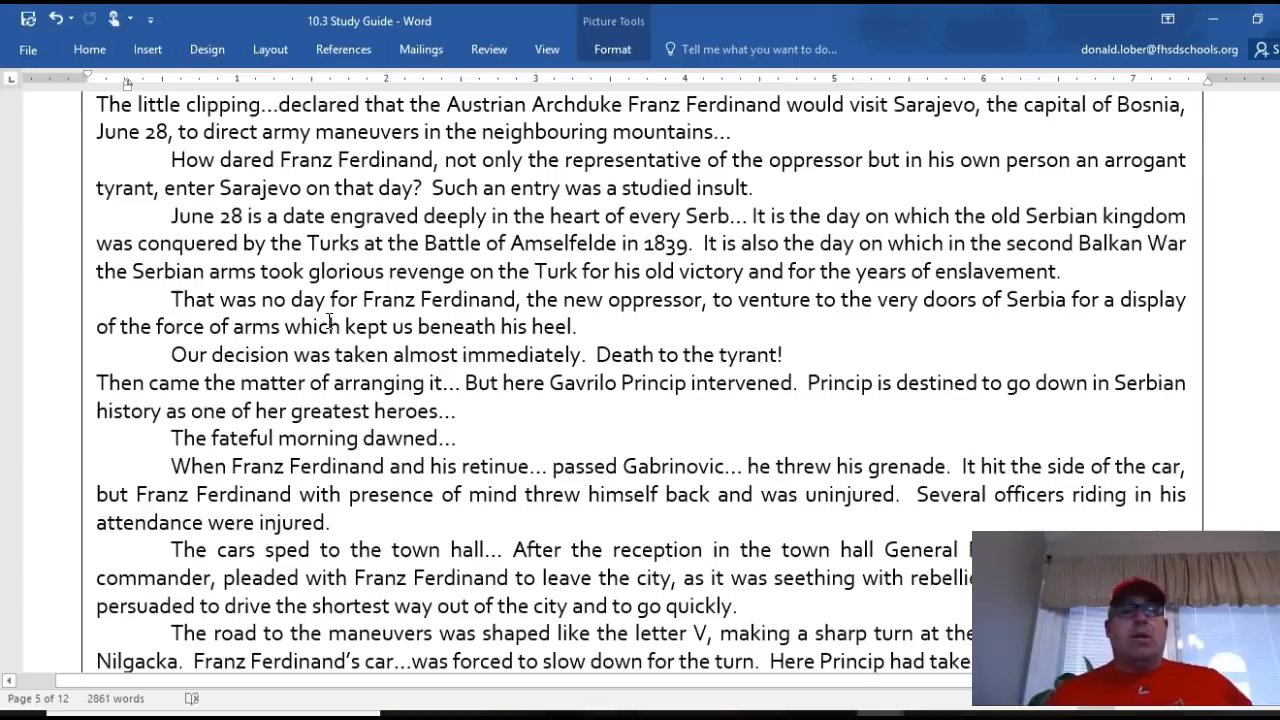 10.3 Study Guide - Word
Picture Tools
File Home Insert Design Layout References Mailings Review View Format Tell me what you want to do... donald.lober@fhsdschools.org S
1 2 3 4 5 6 7
The little clipping...declared that the Austrian Archduke Franz Ferdinand would visit Sarajevo, the capital of Bosnia,
June 28, to direct army maneuvers in the neighbouring mountains...
How dared Franz Ferdinand, not only the representative of the oppressor but in his own person an arrogant
tyrant, enter Sarajevo on that day? Such an entry was a studied insult.
June 28 is a date engraved deeply in the heart of every Serb... It is the day on which the old Serbian kingdom
was conquered by the Turks at the Battle of Amselfelde in 1839. It is also the day on which in the second Balkan War
the Serbian arms took glorious revenge on the Turk for his old victory and for the years of enslavement.
That was no day for Franz Ferdinand, the new oppressor, to venture to the very doors of Serbia for a display
of the force of arms which kept us beneath his heel.
Our decision was taken almost immediately. Death to the tyrant!
Then came the matter of arranging it... But here Gavrilo Princip intervened. Princip is destined to go down in Serbian
history as one of her greatest heroes...
The fateful morning dawned...
When Franz Ferdinand and his retinue... passed Gabrinovic... he threw his grenade. It hit the side of the car,
but Franz Ferdinand with presence of mind threw himself back and was uninjured. Several officers riding in his
attendance were injured.
The cars sped to the town hall... After the reception in the town hall General
commander, pleaded with Franz Ferdinand to leave the city, as it was seething with
persuaded to drive the shortest way out of the city and to go quickly.
The road to the maneuvers was shaped like the letter V, making a sharp turn at the
Nilgacka. Franz Ferdinand's car...was forced to slow down for the turn. Here Princip had
Page 5 of 12 2861 words